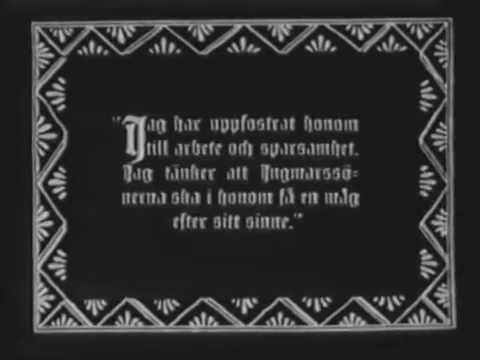 "Jag har uppfostrat honom
till arbete och sparsamhet.
Jag tänker att Ingmarssö-
nerna ska i honom få en måg
efter sitt sinne."